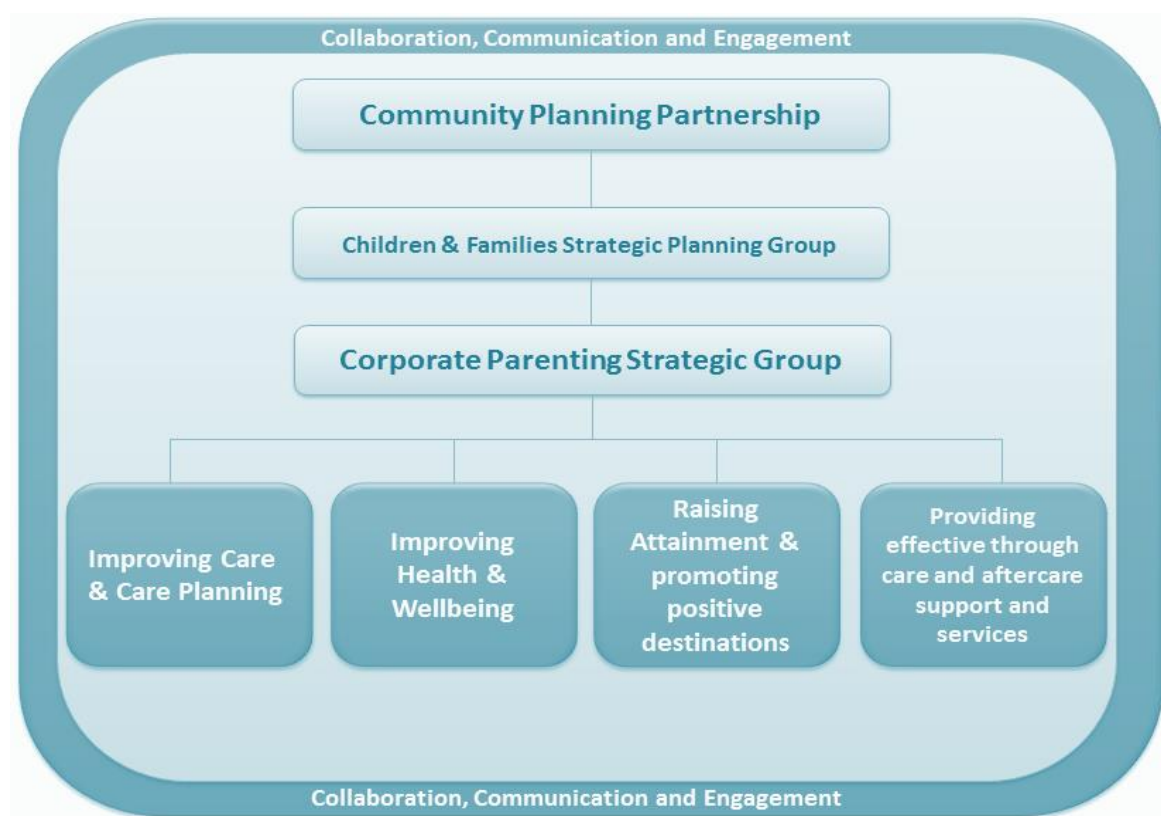 Collaboration, Communication and Engagement
Community Planning Partnership
Children & Families Strategic Planning Group
Corporate Parenting Strategic Group
Improving Care
& Care Planning
Improving
Health &
Wellbeing
Raising
Attainment &
promoting
positive
destinations
Providing
effective through
care and aftercare
support and
services
Collaboration, Communication and Engagement